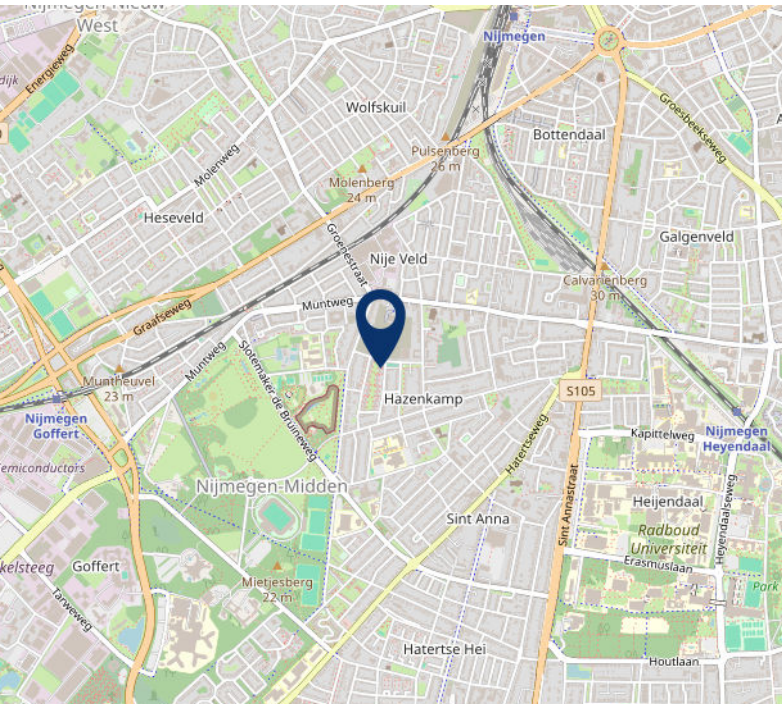 Nijmegen-Nieuw
West
Nijmegen
Energieweg
Wolfskuil
Groesbeekseweg
Bottendaal
Pulsenberg
26 m
Molenweg
Molenberg
24 m
Heseveld
Groenestraat
Galgenveld
Nije Veld
Calvarienberg
30 m
Muntweg
Graafseweg
Muntweg
Slotemaker de Bruïneweg
Muntheuvel
23 m
S105
Hazenkamp
Nijmegen
Goffert
Hatertseweg
Kapittelweg
Nijmegen
Heyendaal
Nijmegen-Midden
Sint Annastraat
Heijendaal
Heyendaalseweg
Sint Anna
Radboud
Universiteit
Goffert
Erasmuslaan
Mietjesberg
22 m
Park
Tarweweg
Hatertse Hei
Houtlaan